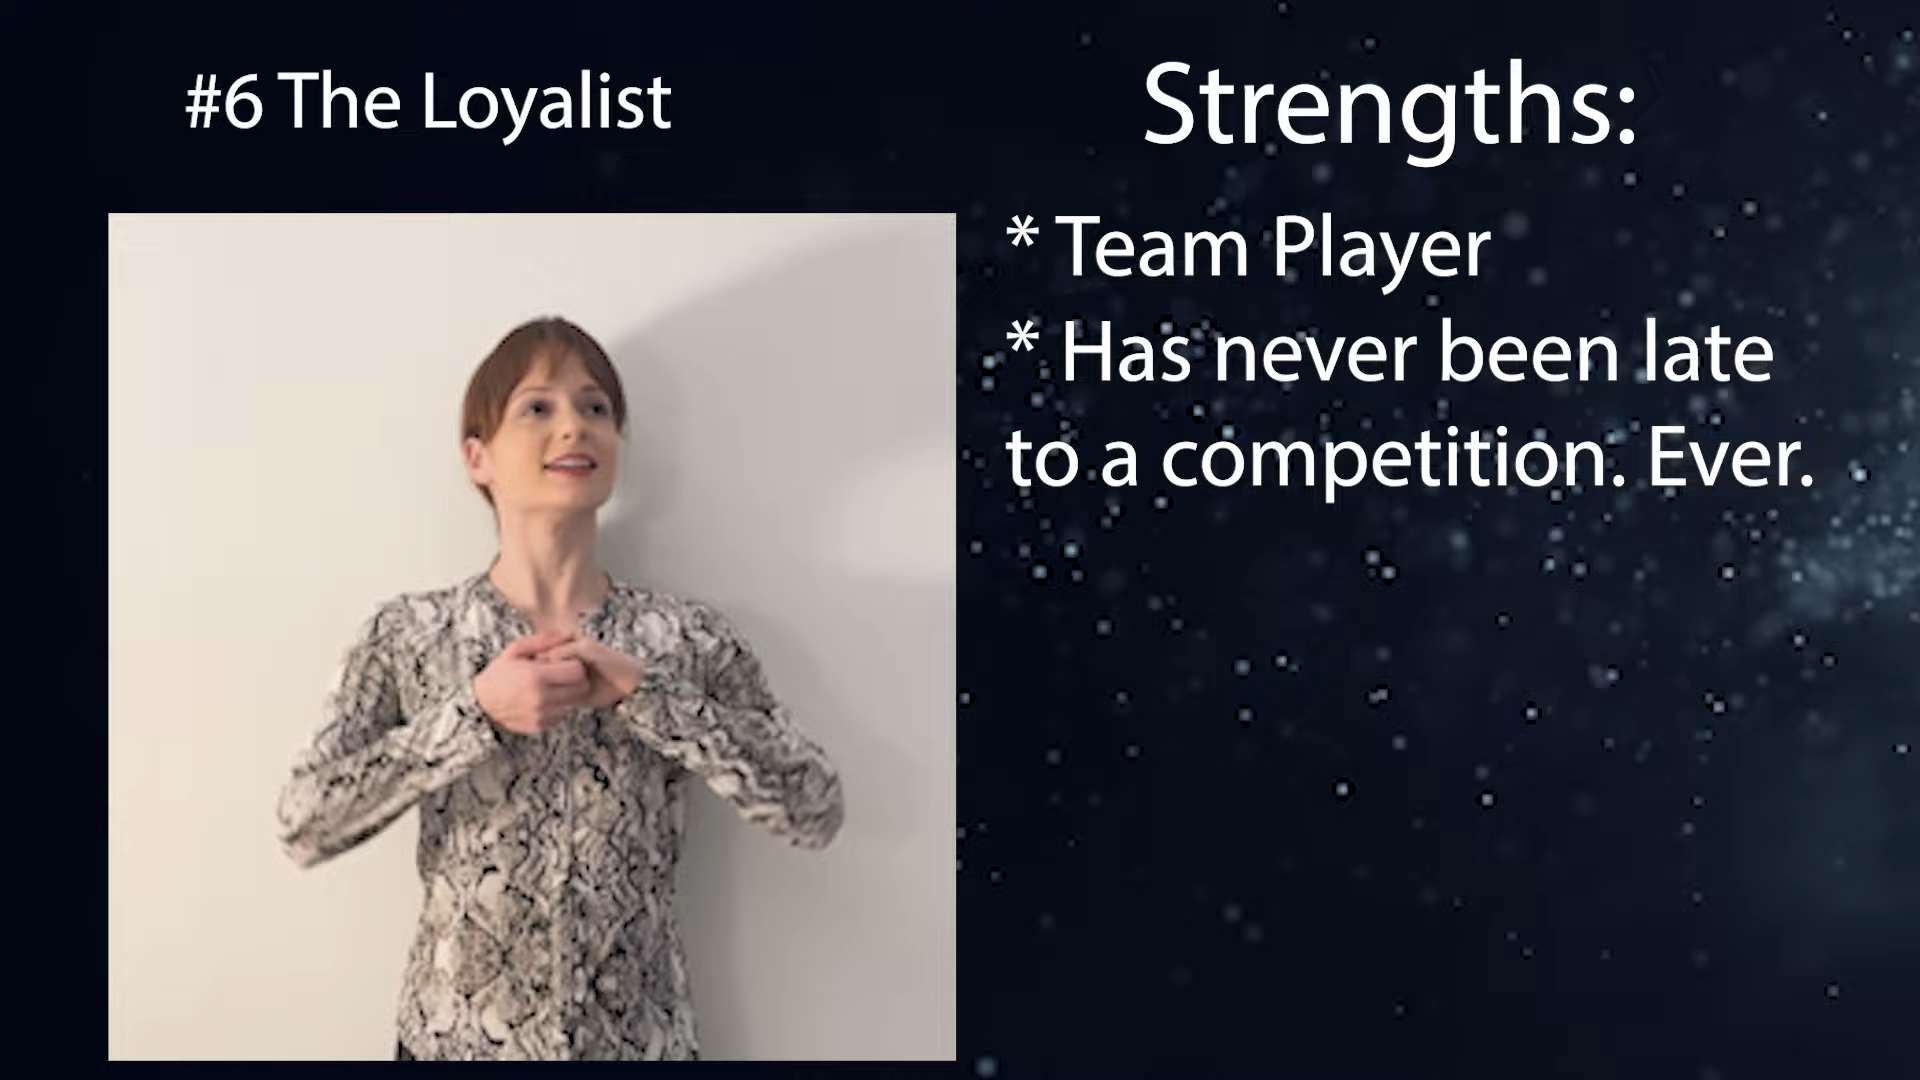 #6 The Loyalist
Strengths:
* Team Player
* Has never been late
to a competition. Ever.